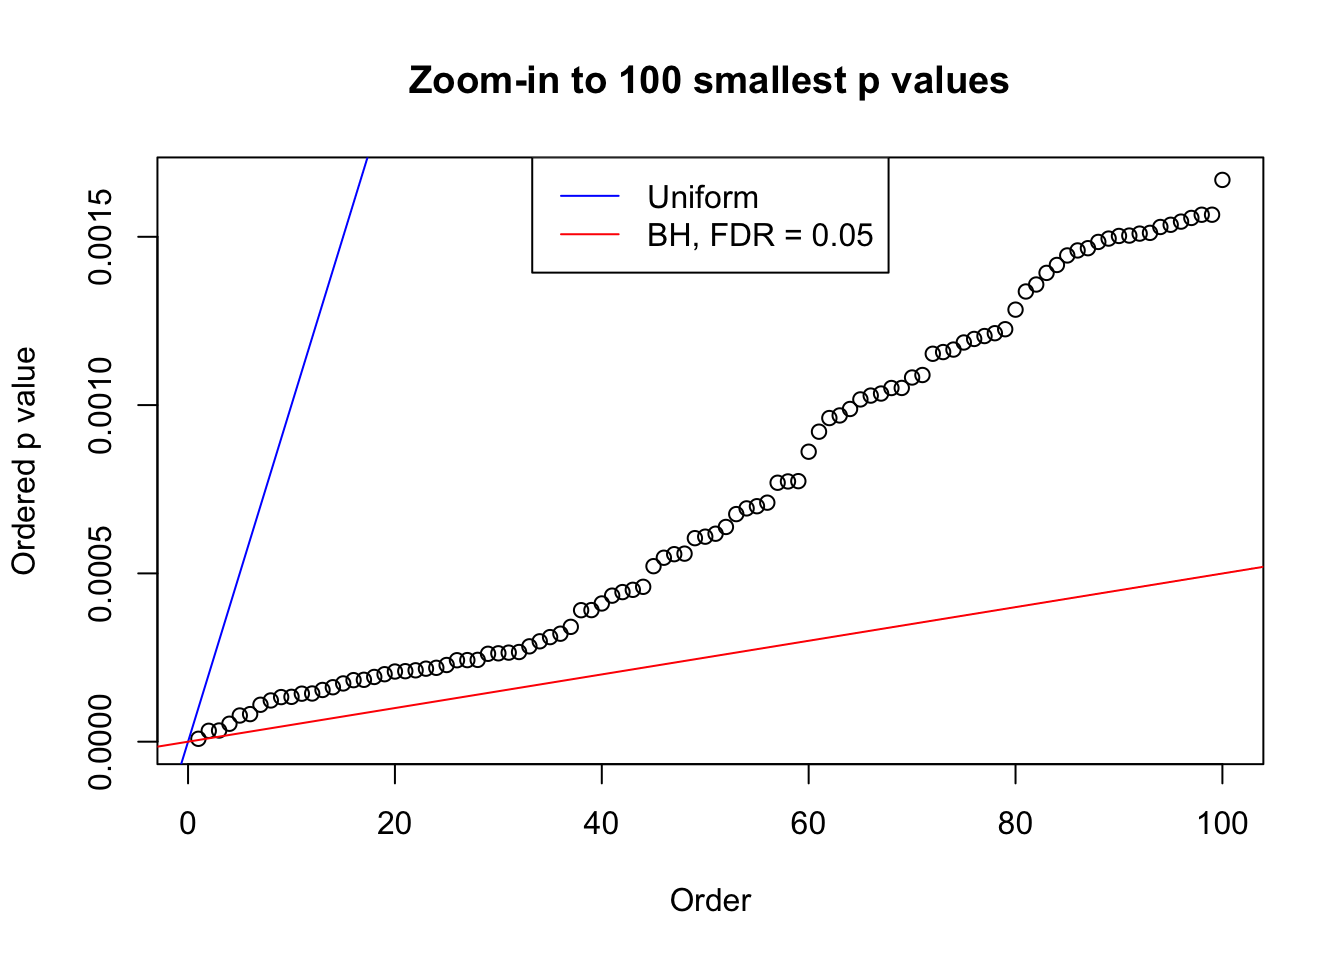 Zoom-in to 100 smallest p values
Uniform
BH, FDR = 0.05
Ordered p value
0.0015
0.0010
0.0005
0.0000
0 20 40 60 80 100
Order